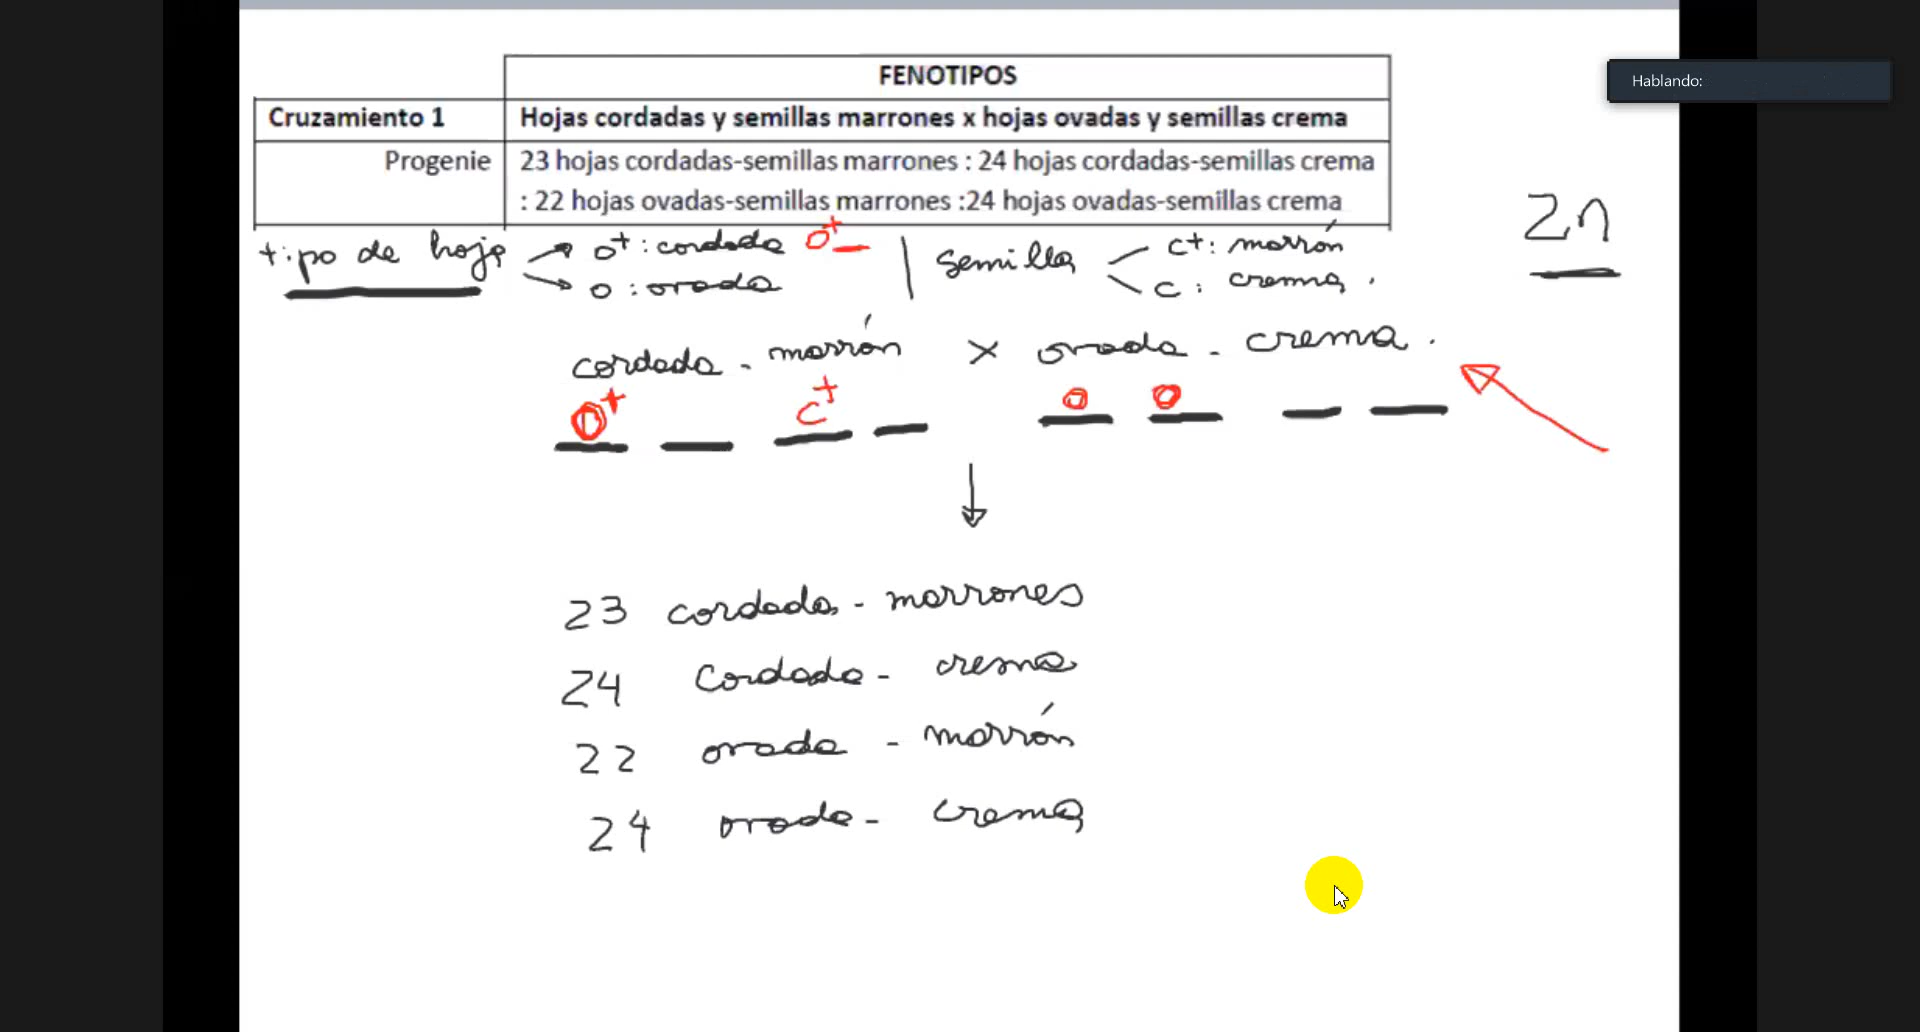 FENOTIPOS
Hablando:
Cruzamiento 1 Hojas cordadas y semillas marrones x hojas ovadas y semillas crema
Progenie 23 hojas cordadas-semillas marrones : 24 hojas cordadas-semillas crema
: 22 hojas ovadas-semillas marrones :24 hojas ovadas-semillas crema
2n
tipo de hoja o+ : cordada o+_ | semilla c+: marrón
o : ovada c : crema.
cordada - marrón x ovada - crema.
o+ _ c+ _ o o _ _
23 cordada - marrones
24 cordada - crema
22 ovada - marrón
24 ovada - crema